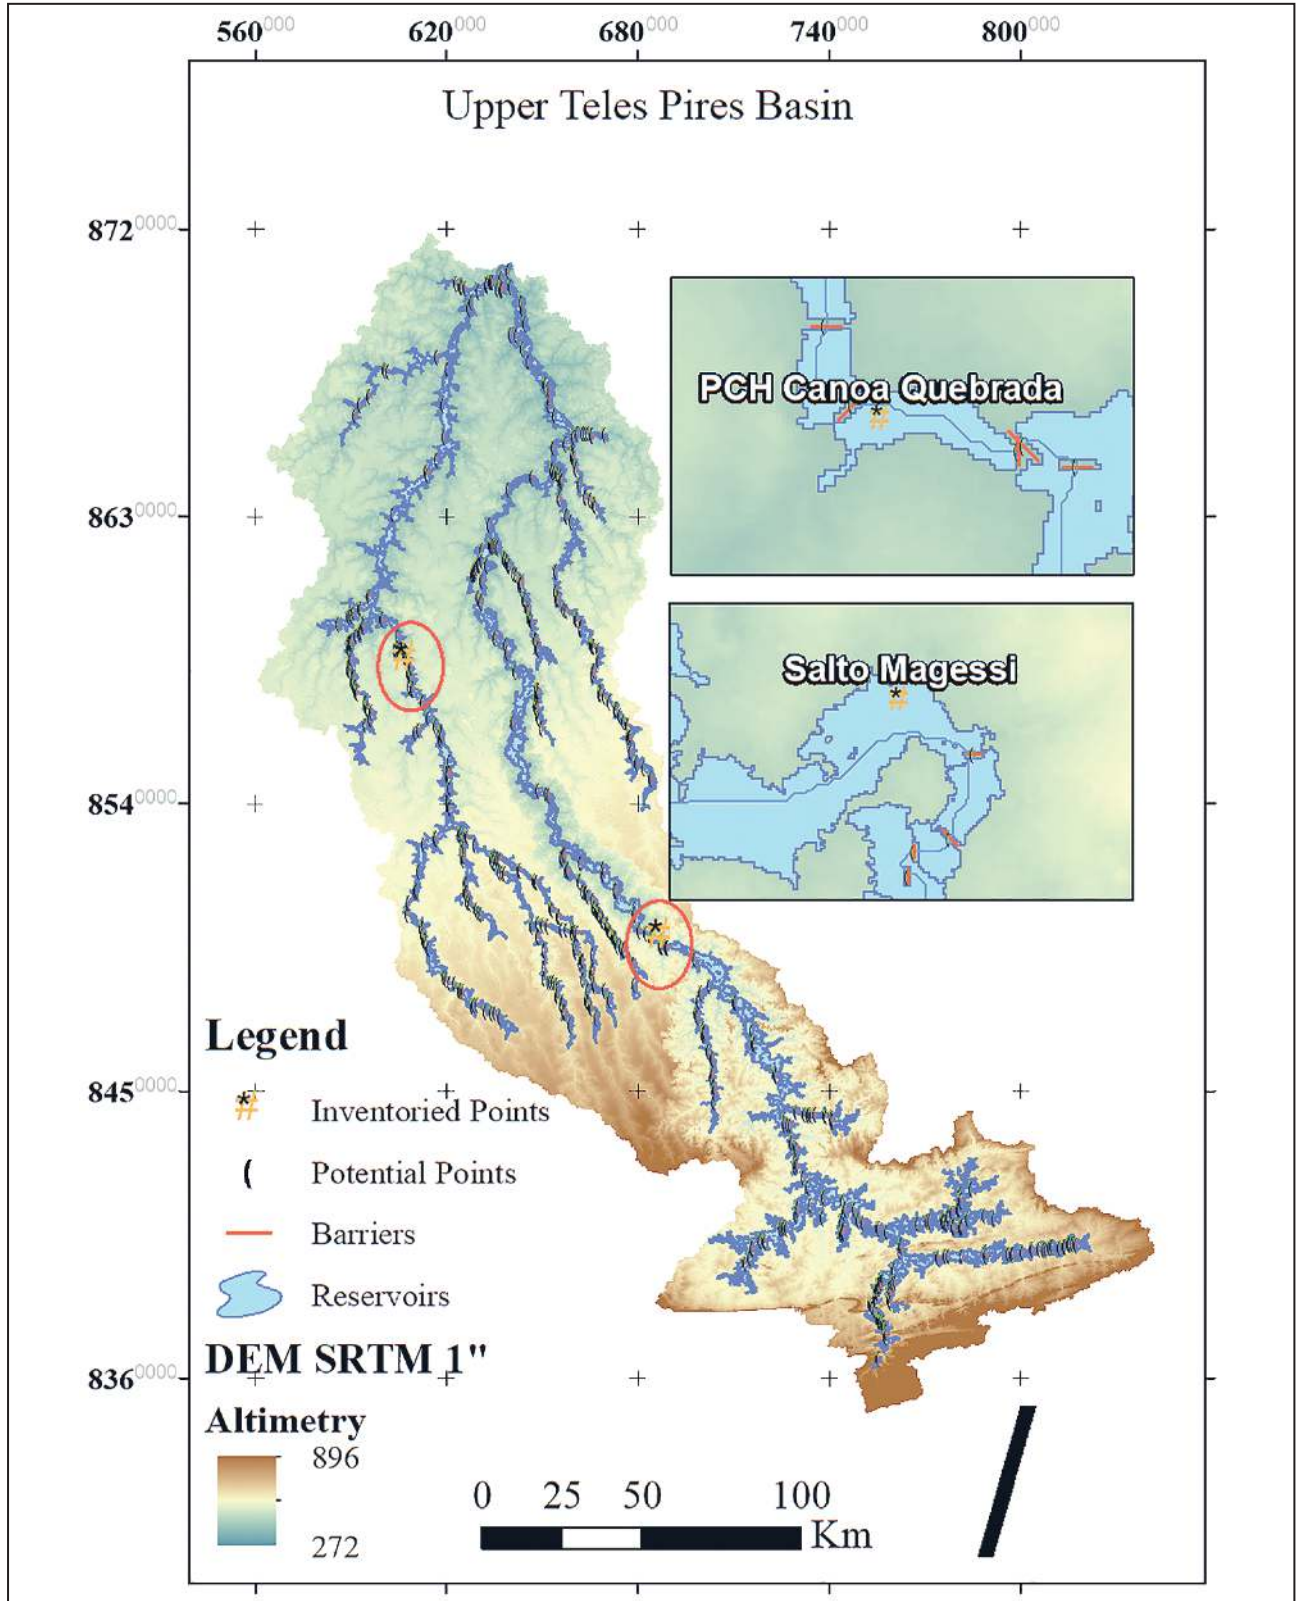 560000 620000 680000 740000 800000
Upper Teles Pires Basin
8720000
PCH Canoa Quebrada
8630000
Salto Magessi
8540000
Legend
8450000
Inventoried Points
Potential Points
Barriers
Reservoirs
DEM SRTM 1"
8360000
Altimetry
896
272
0 25 50 100
Km